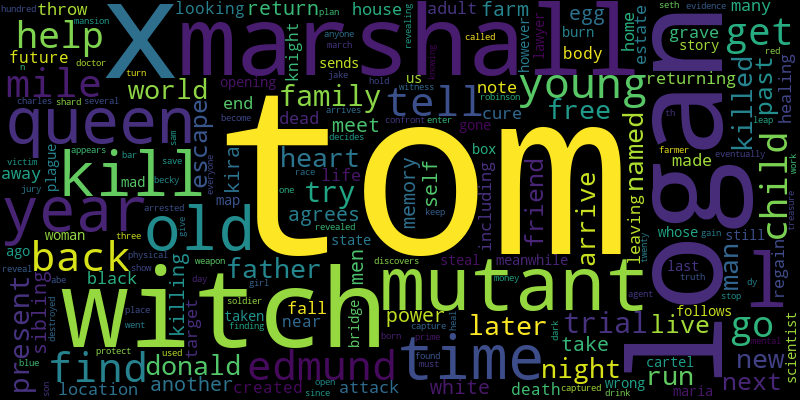 throw
looking
return
house
adult
farm
egg
many
hundred
mansion
plan
revealing
anyone
march
jake
called
seth
evidence
red
X
marshall
help
future
doctor
turn
sends
opening
knight
us
hold
burn
body
however
lawyer
home
estate
grave
story
get
mile
world
family
tell
young
returning
past
healing
charles
shard
several
end
dead
meet
note
gone
cure
free
killed
queen
escape
plague
tom
logan
named
made
leap
th
victim
appears
sam
bar
save
becky
everyone
arrives
decides
witness
robinson
confront
enter
box
farmer
eventually
work
kill
away
jury
mad
kira
heart
life
map
try
race
one
memory
self
keep
friend
including
arrive
leaving
whose
gain
child
treasure
year
old
arrested
give
agrees
revealed
state
woman
three
physical
ago
reveal
abe
show
back
black
father
men
bridge
steal
meanwhile
discovers
twenty
man
last
truth
still
regain
dy
l
witch
mutant
weapon
day
girl
soldier
fall
near
target
killing
power
later
trial
live
follows
go
agent
stop
money
present
sibling
destroyed
place
went
blue
son
protect
location
find
donald
used
another
created
edmund
taken
finding
open
since
attack
capture
prime
born
heal
white
time
found
must
death
dark
captured
night
drink
take
wrong
cartel
maria
run
new
next
mental
scientist